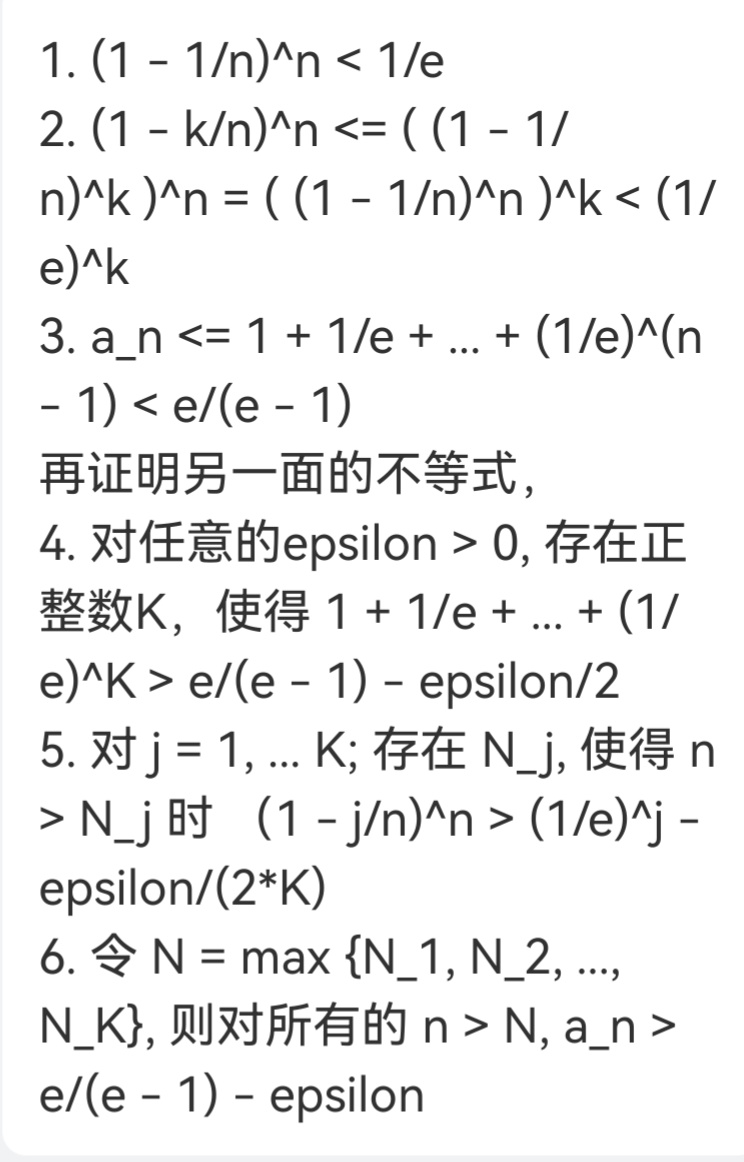 1. (1 - 1/n)^n < 1/e
2. (1 - k/n)^n <= ( (1 - 1/
n)^k )^n = ( (1 - 1/n)^n )^k < (1/
e)^k
3. a_n <= 1 + 1/e + ... + (1/e)^(n
- 1) < e/(e - 1)
再证明另一面的不等式，
4. 对任意的epsilon > 0, 存在正
整数K，使得 1 + 1/e + ... + (1/
e)^K > e/(e - 1) - epsilon/2
5. 对 j = 1, ... K; 存在 N_j, 使得 n
> N_j 时 （1 - j/n)^n > (1/e)^j -
epsilon/(2*K)
6. 令 N = max {N_1, N_2, ...,
N_K}, 则对所有的 n > N, a_n >
e/(e - 1) - epsilon